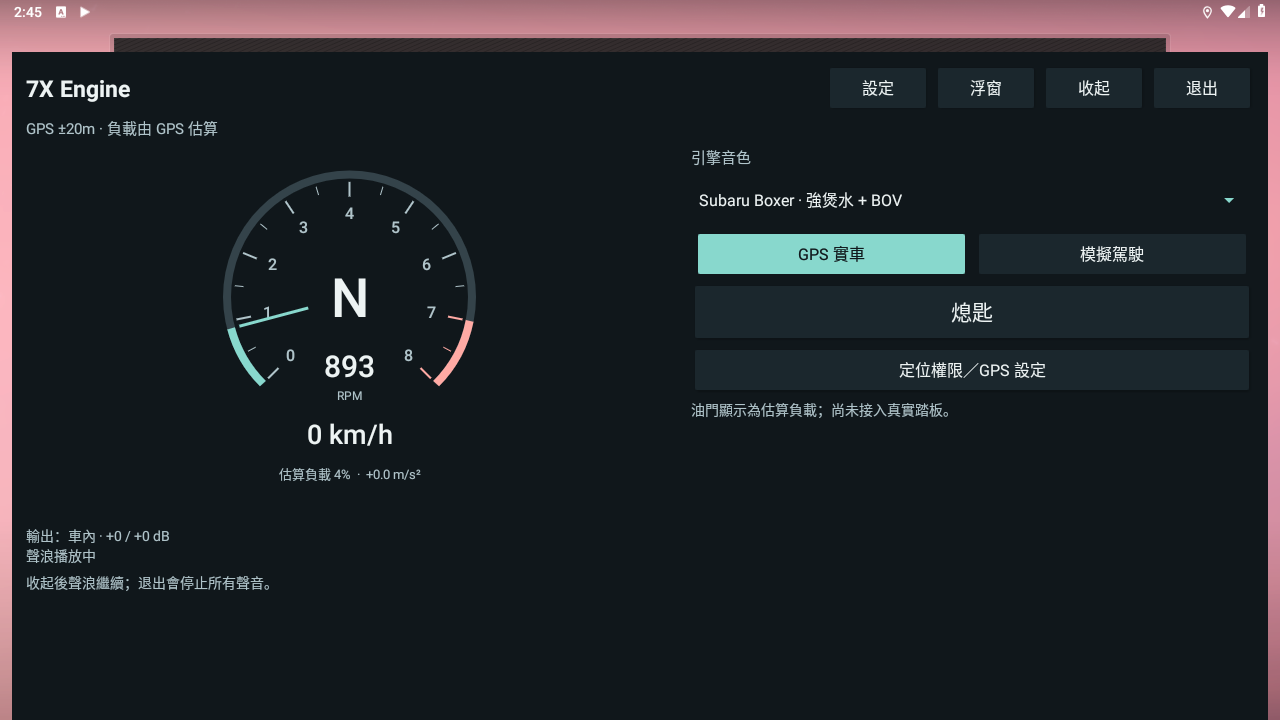 2:45
7X Engine
設定
浮窗
收起
退出
GPS ±20m · 負載由 GPS 估算
0
1
2
3
4
5
6
7
8
N
893
RPM
0 km/h
估算負載 4% · +0.0 m/s²
輸出：車內 · +0 / +0 dB
聲浪播放中
收起後聲浪繼續；退出會停止所有聲音。
引擎音色
Subaru Boxer · 強煲水 + BOV
GPS 實車
模擬駕駛
熄匙
定位權限／GPS 設定
油門顯示為估算負載；尚未接入真實踏板。